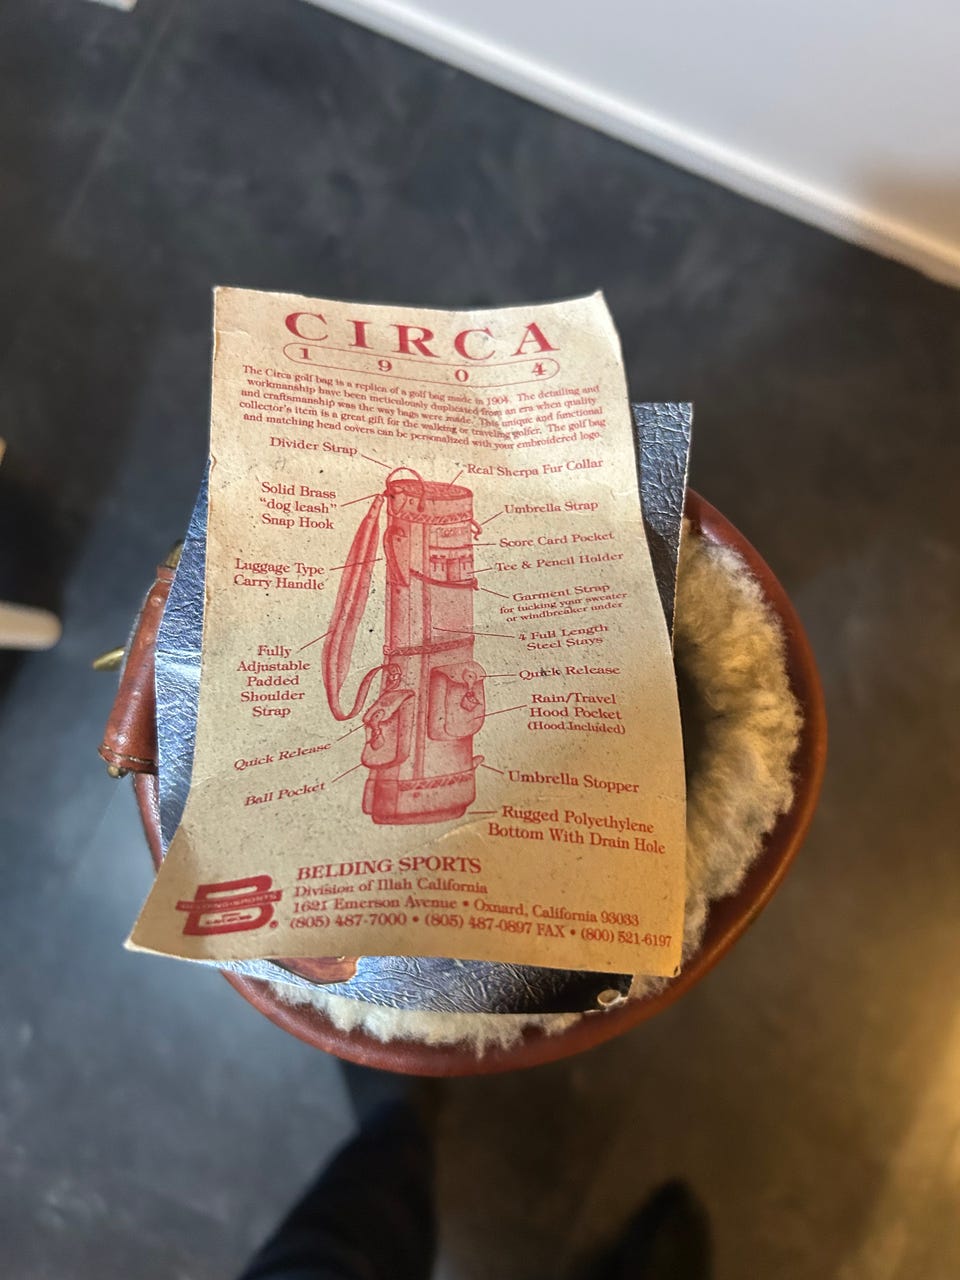 CIRCA
1 9 0 4
The Circa golf bag is a replica of a golf bag made in 1904. The detailing and
workmanship have been meticulously duplicated from an era when quality
and craftsmanship was the way bags were made. This unique and functional
collector's item is a great gift for the walking or traveling golfer. The golf bag
and matching head covers can be personalized with your embroidered logo.
Divider Strap
Real Sherpa Fur Collar
Solid Brass
"dog leash"
Snap Hook
Umbrella Strap
Score Card Pocket
Luggage Type
Carry Handle
Tee & Pencil Holder
Garment Strap
for tucking your sweater
or windbreaker under
4 Full Length
Steel Stays
Fully
Adjustable
Padded
Shoulder
Strap
Quick Release
Rain/Travel
Hood Pocket
(Hood Included)
Quick Release
Ball Pocket
Umbrella Stopper
Rugged Polyethylene
Bottom With Drain Hole
BELDING SPORTS
Division of Illah California
1621 Emerson Avenue • Oxnard, California 93033
(805) 487-7000 • (805) 487-0897 FAX • (800) 521-6197
B
BELDING SPORTS
®